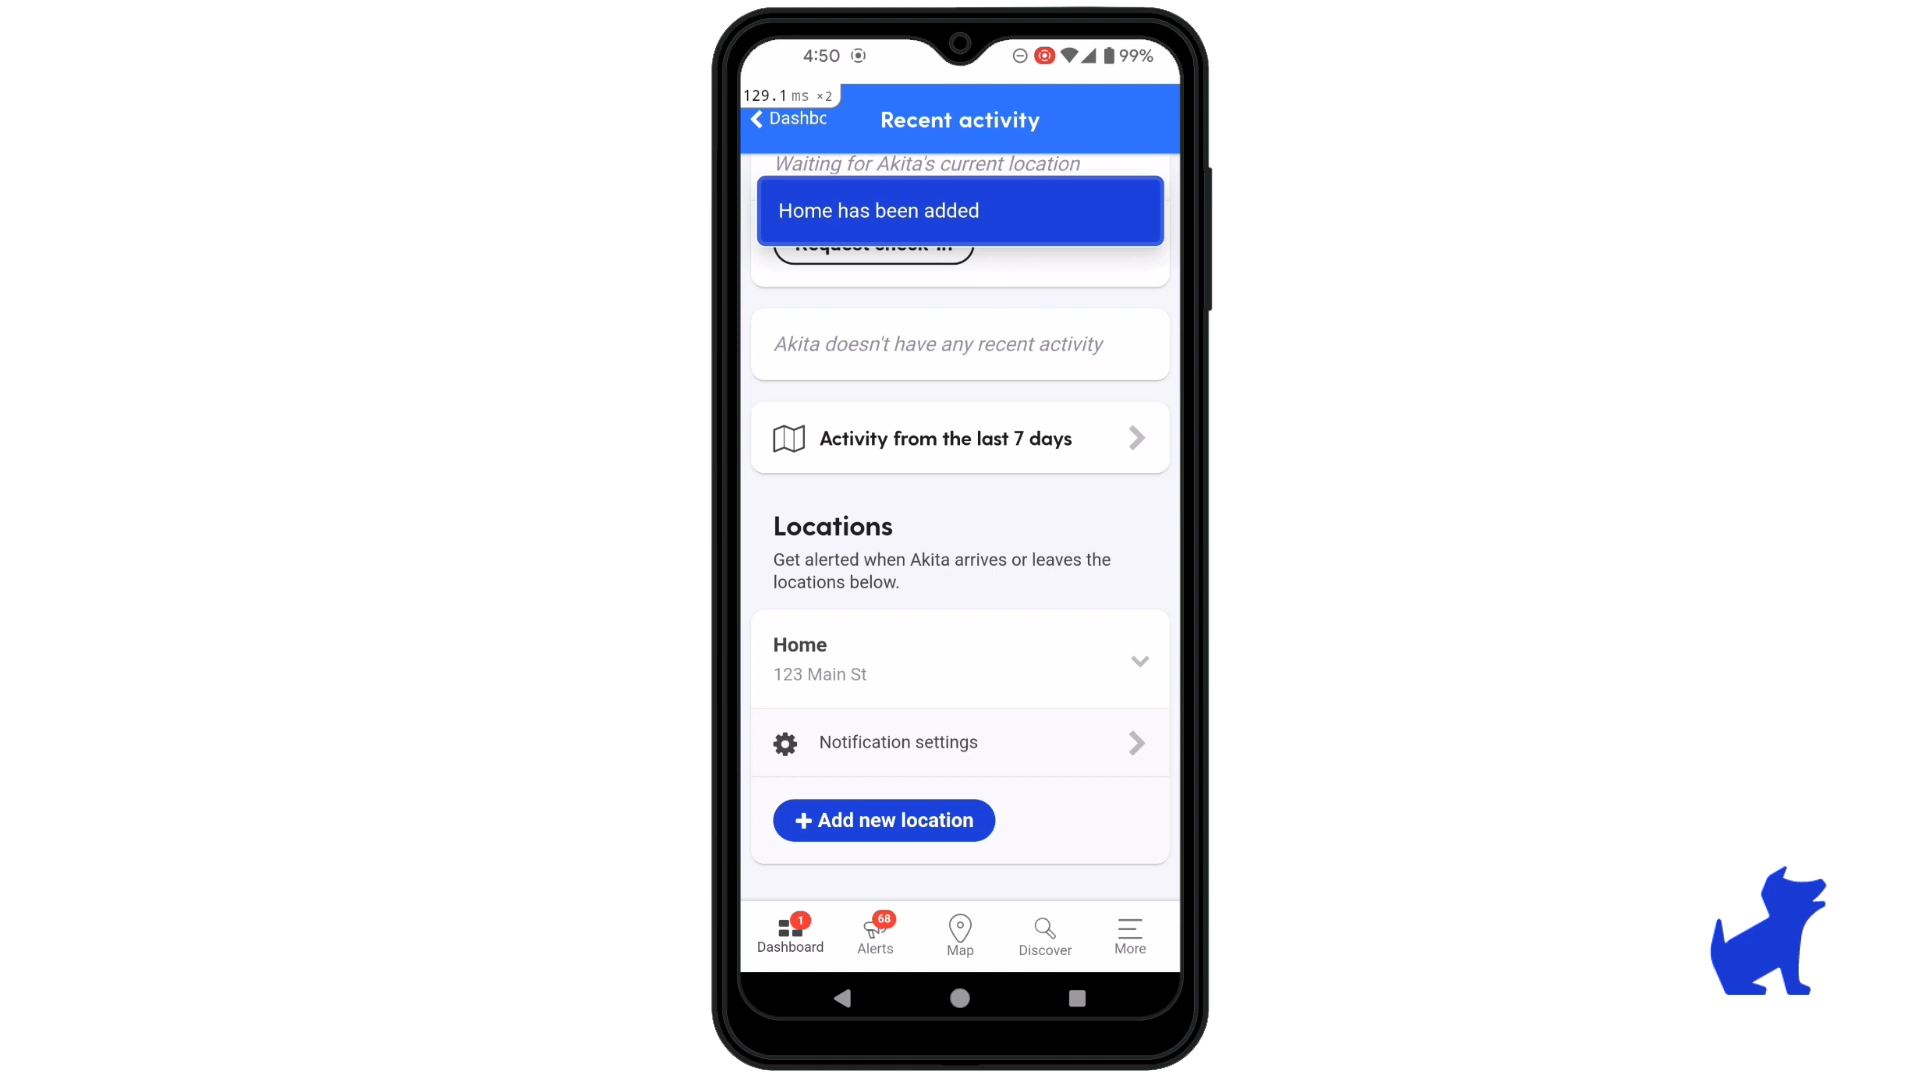 4:50
99%
129.1 ms ×2
Dashbc
Recent activity
Waiting for Akita's current location
Home has been added
Request check-in
Akita doesn't have any recent activity
Activity from the last 7 days
Locations
Get alerted when Akita arrives or leaves the
locations below.
Home
123 Main St
Notification settings
+ Add new location
1
68
Dashboard
Alerts
Map
Discover
More